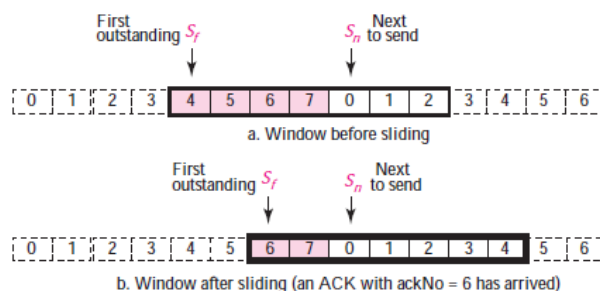 First Next
outstanding Sf Sn to send
0 1 2 3 4 5 6 7 0 1 2 3 4 5 6
a. Window before sliding
First Next
outstanding Sf Sn to send
0 1 2 3 4 5 6 7 0 1 2 3 4 5 6
b. Window after sliding (an ACK with ackNo = 6 has arrived)